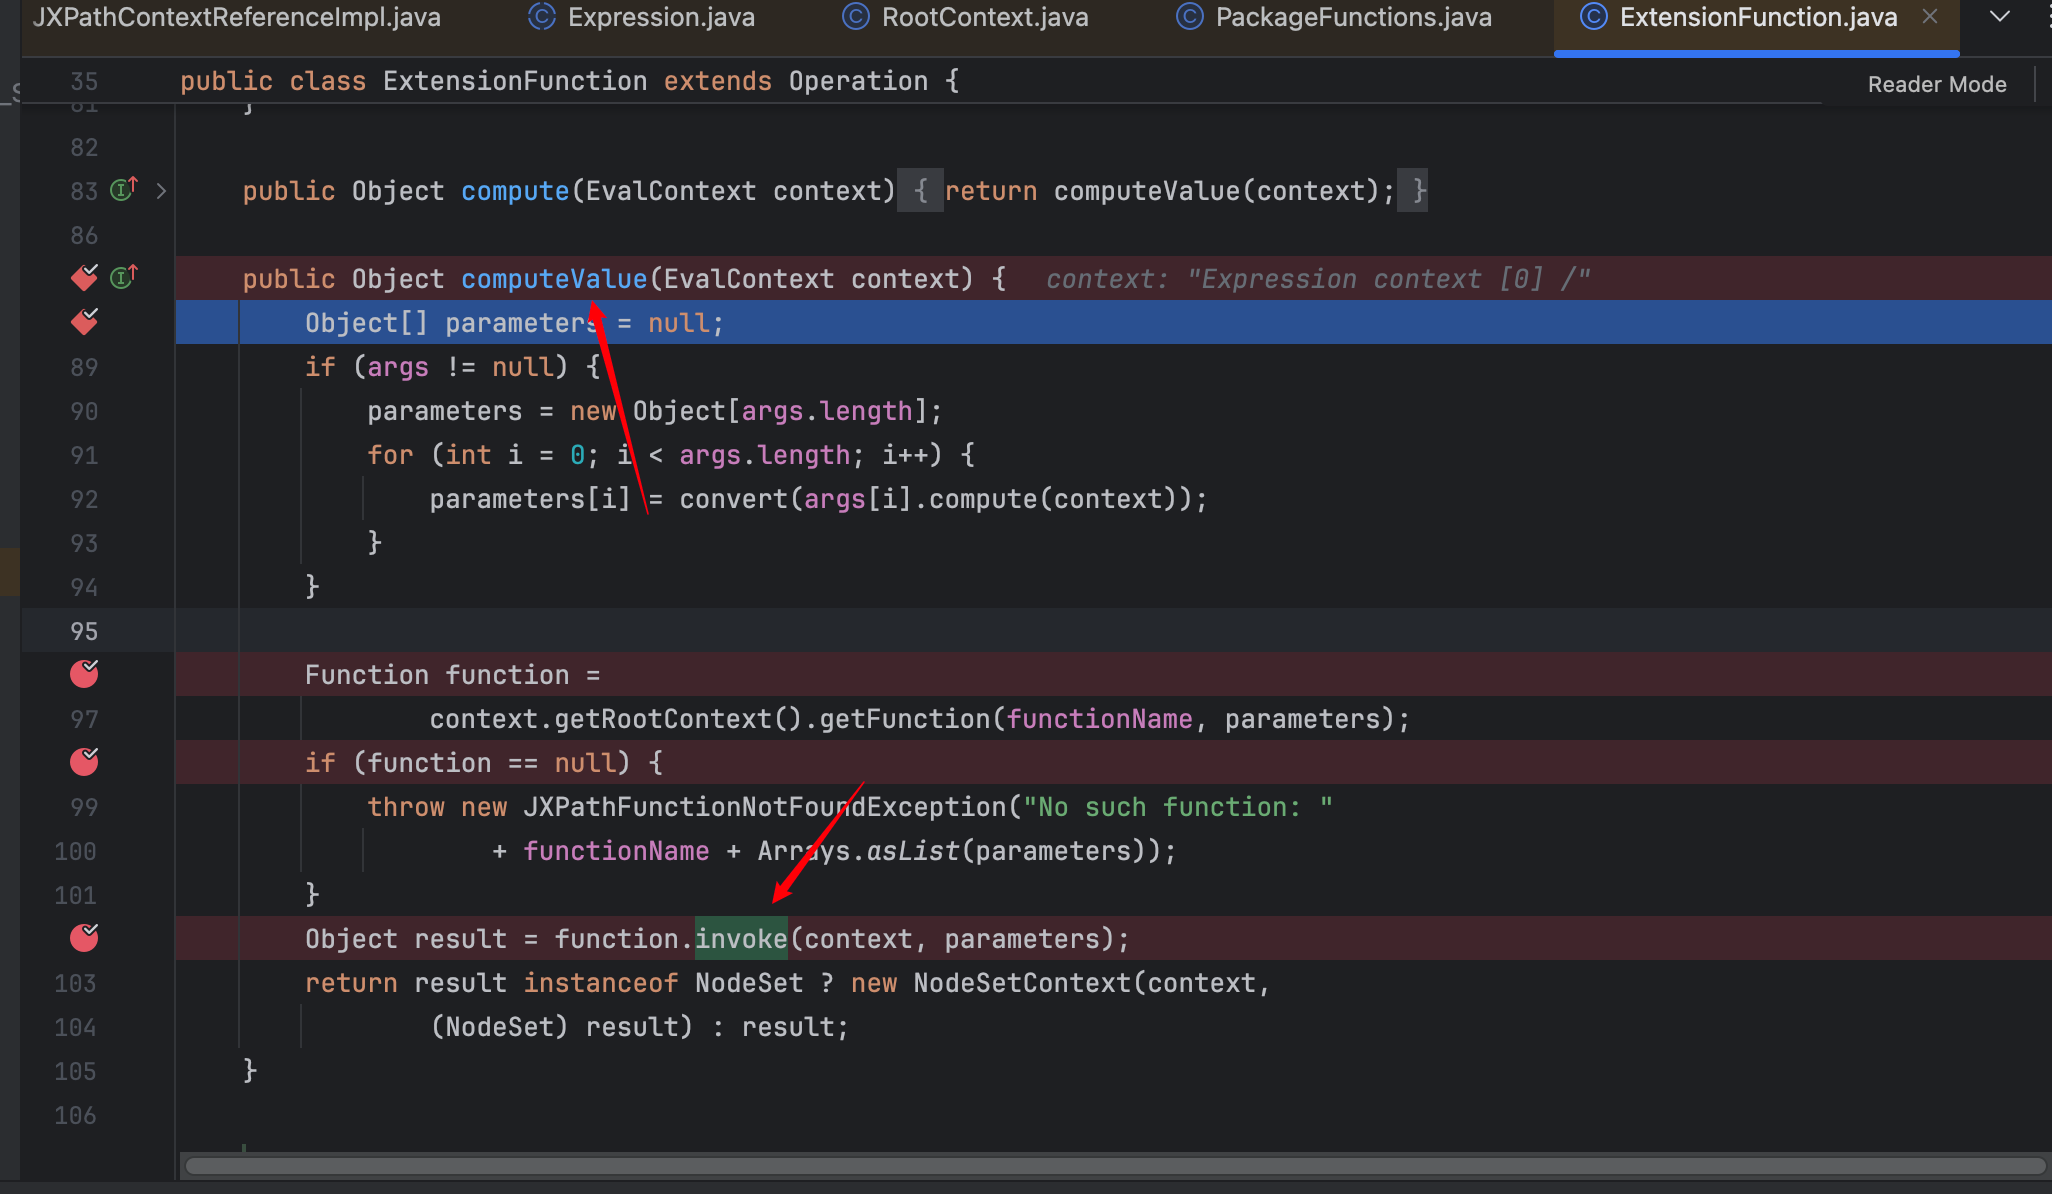 JXPathContextReferenceImpl.java
Expression.java
RootContext.java
PackageFunctions.java
ExtensionFunction.java
35 public class ExtensionFunction extends Operation {
Reader Mode
81 }
82
83 public Object compute(EvalContext context) { return computeValue(context); }
86
public Object computeValue(EvalContext context) { context: "Expression context [0] /"
Object[] parameters = null;
89 if (args != null) {
90 parameters = new Object[args.length];
91 for (int i = 0; i < args.length; i++) {
92 parameters[i] = convert(args[i].compute(context));
93 }
94 }
95
Function function =
97 context.getRootContext().getFunction(functionName, parameters);
if (function == null) {
99 throw new JXPathFunctionNotFoundException("No such function: "
100 + functionName + Arrays.asList(parameters));
101 }
Object result = function.invoke(context, parameters);
103 return result instanceof NodeSet ? new NodeSetContext(context,
104 (NodeSet) result) : result;
105 }
106